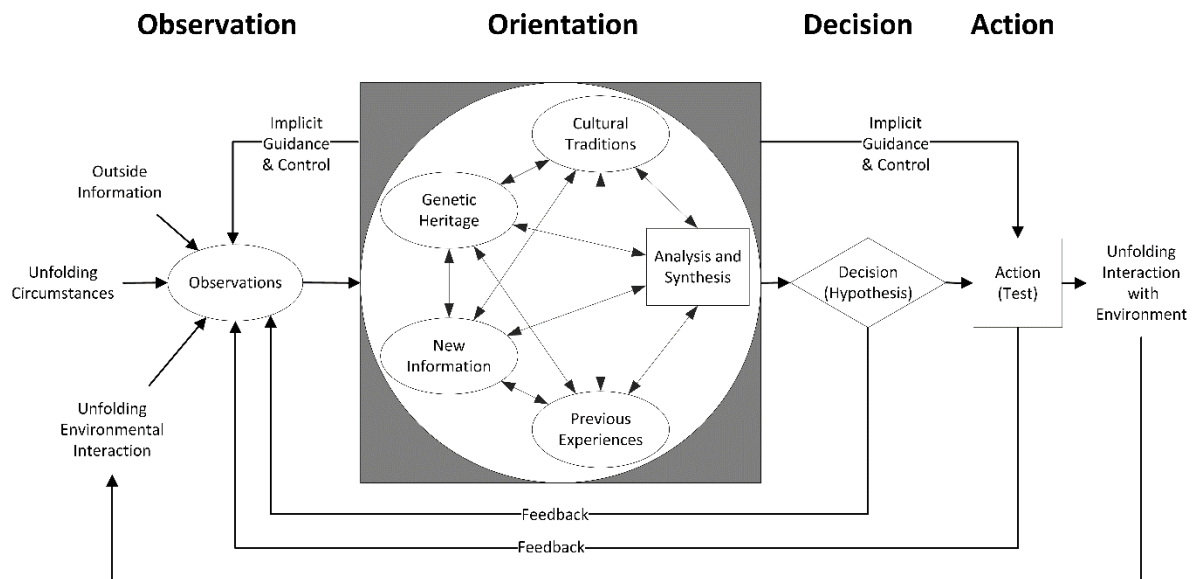 Observation
Orientation
Decision
Action
Implicit
Guidance
& Control
Outside
Information
Unfolding
Circumstances
Observations
Unfolding
Environmental
Interaction
Cultural
Traditions
Genetic
Heritage
Analysis and
Synthesis
New
Information
Previous
Experiences
Implicit
Guidance
& Control
Decision
(Hypothesis)
Action
(Test)
Unfolding
Interaction
with
Environment
Feedback
Feedback